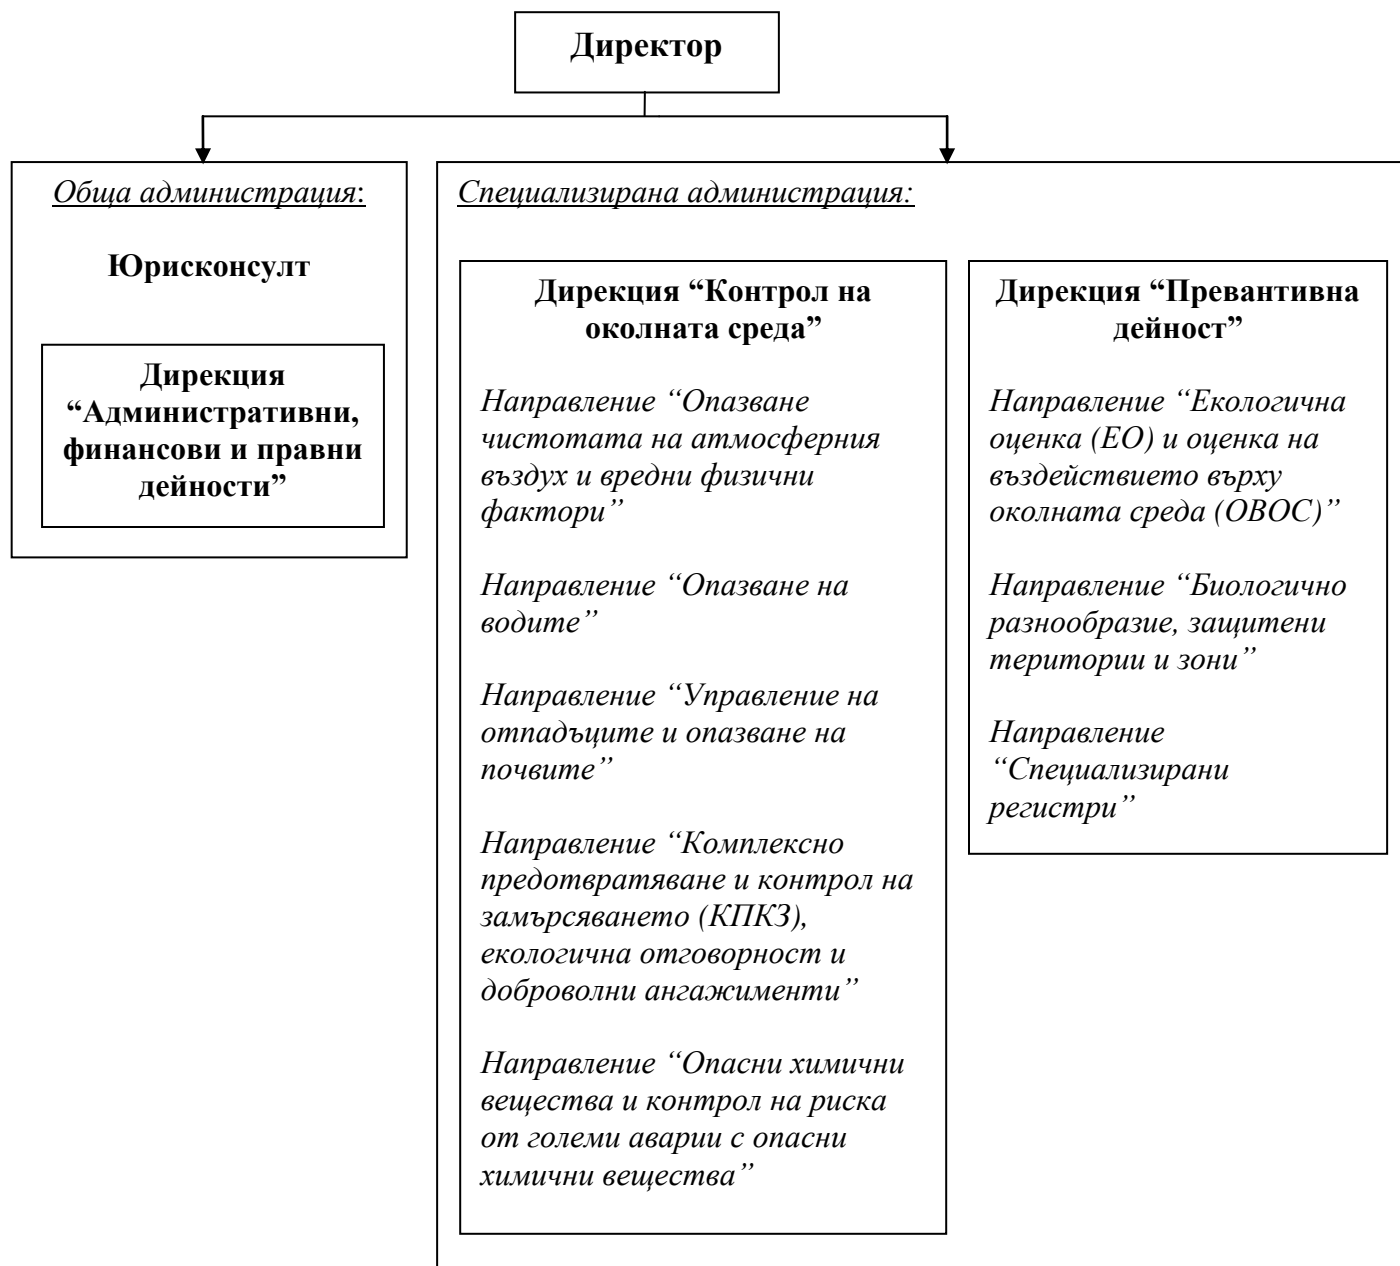 Директор
Обща администрация:
Юрисконсулт
Дирекция
“Административни,
финансови и правни
дейности”
Специализирана администрация:
Дирекция “Контрол на
околната среда”
Направление “Опазване
чистотата на атмосферния
въздух и вредни физични
фактори”
Направление “Опазване на
водите”
Направление “Управление на
отпадъците и опазване на
почвите”
Направление “Комплексно
предотвратяване и контрол на
замърсяването (КПКЗ),
екологична отговорност и
доброволни ангажименти”
Направление “Опасни химични
вещества и контрол на риска
от големи аварии с опасни
химични вещества”
Дирекция “Превантивна
дейност”
Направление “Екологична
оценка (ЕО) и оценка на
въздействието върху
околната среда (ОВОС)”
Направление “Биологично
разнообразие, защитени
територии и зони”
Направление
“Специализирани
регистри”